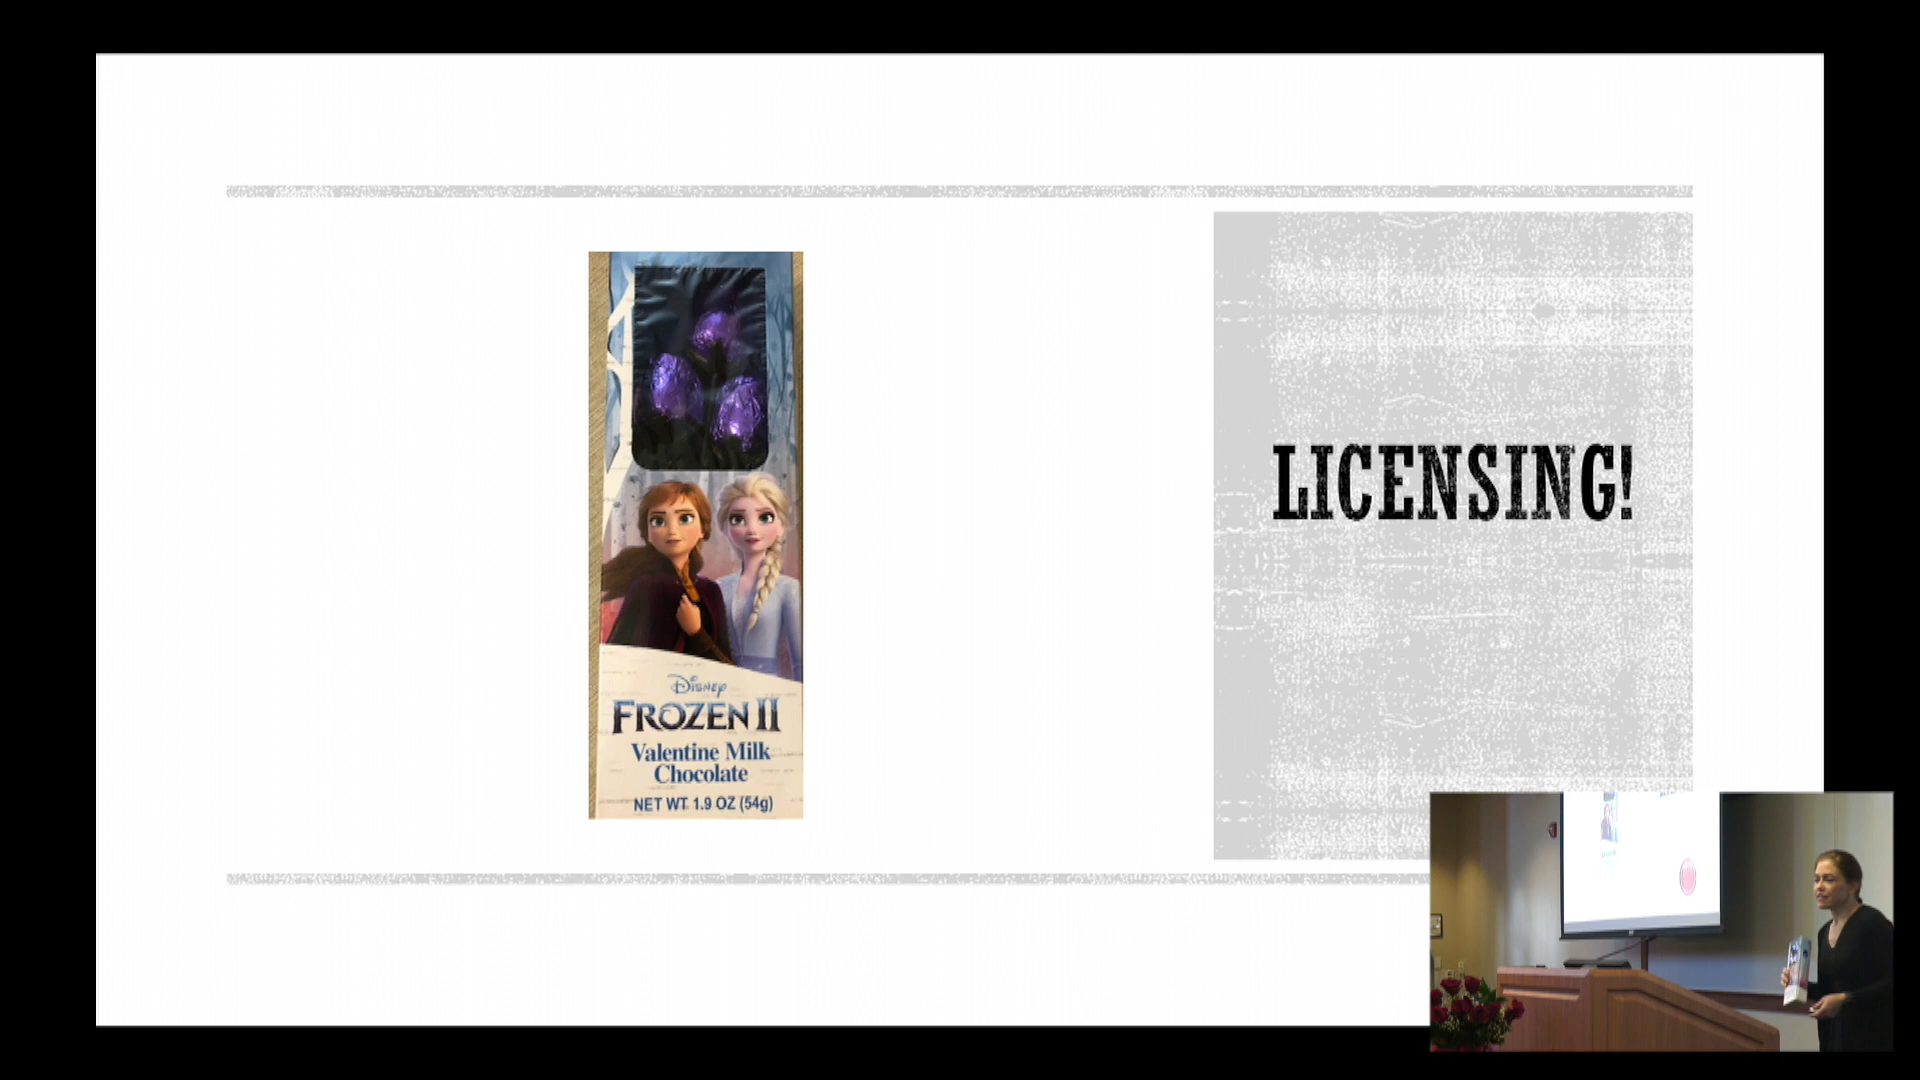 LICENSING!
Disney
FROZEN II
Valentine Milk
Chocolate
NET WT. 1.9 OZ (54g)